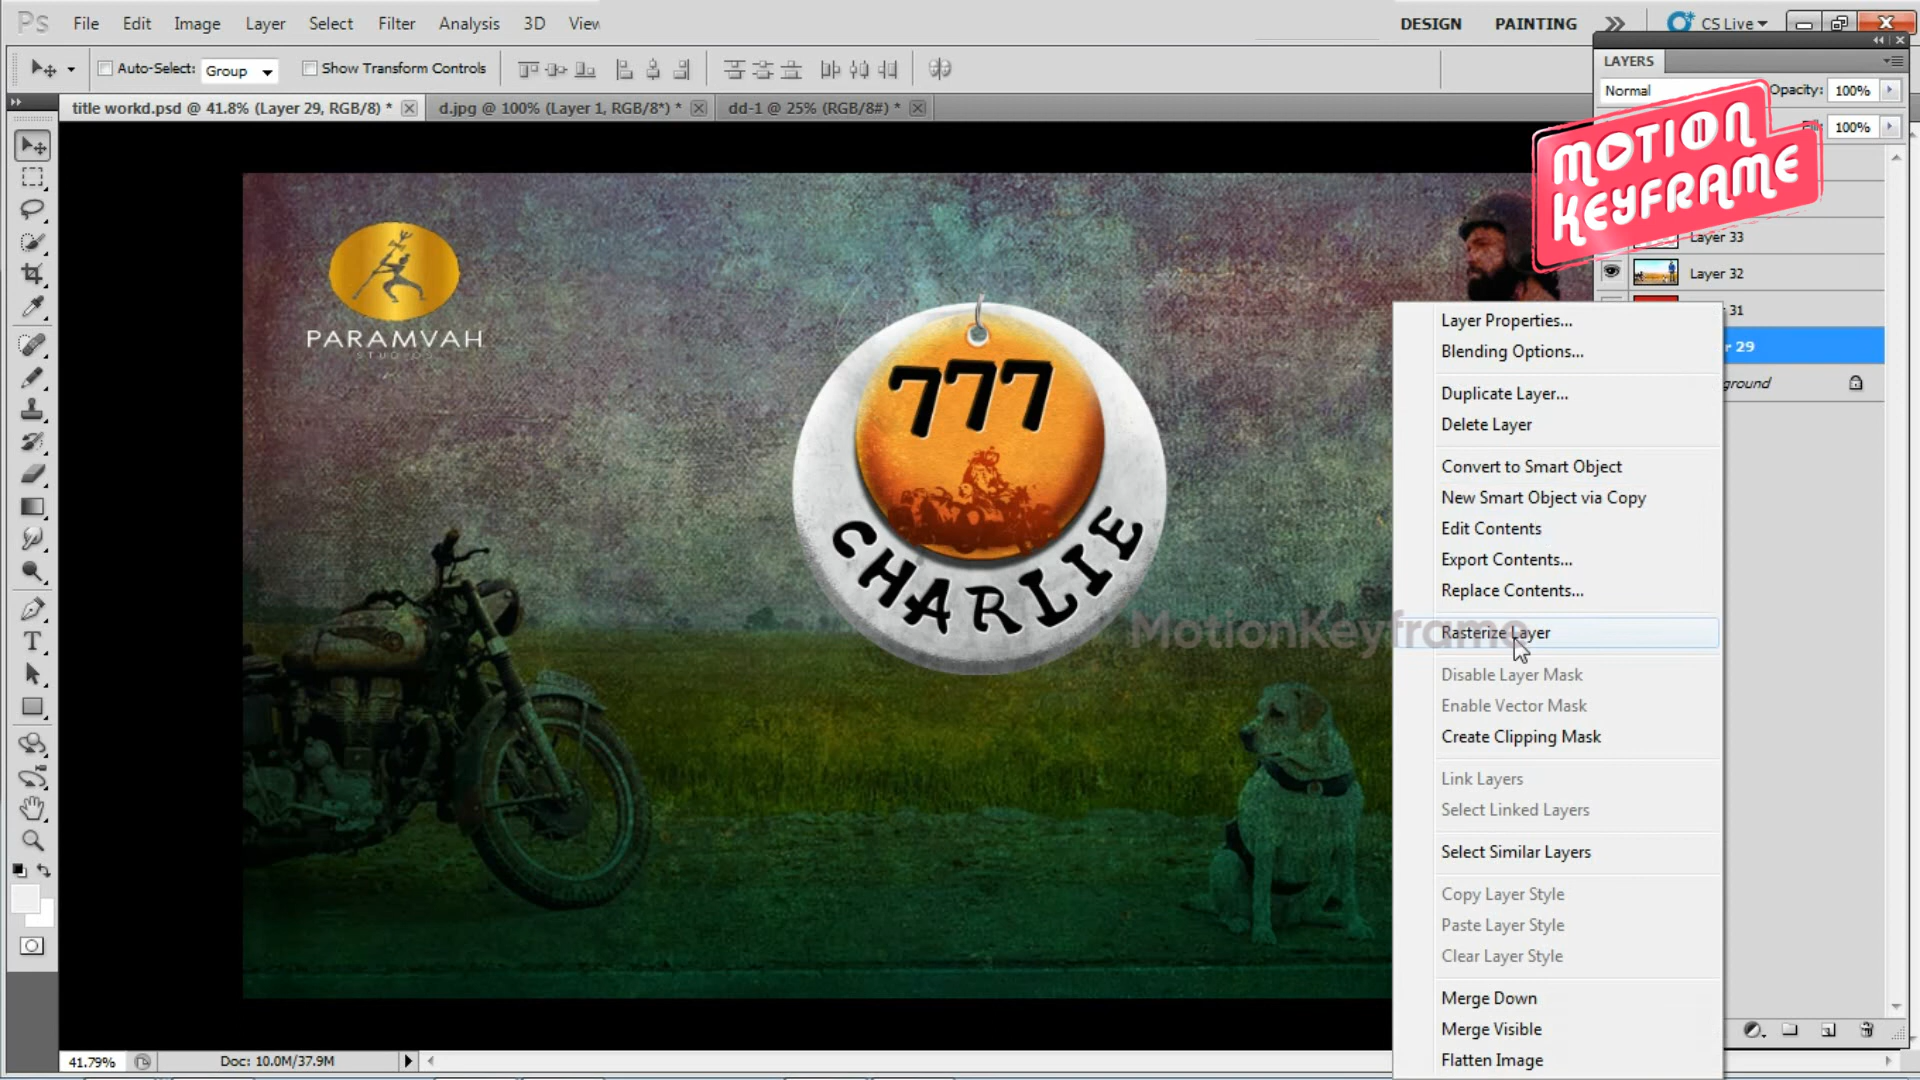 Ps File Edit Image Layer Select Filter Analysis 3D View
DESIGN PAINTING CS Live
Auto-Select: Group Show Transform Controls
LAYERS
Normal Opacity: 100%
100%
title workd.psd @ 41.8% (Layer 29, RGB/8) * d.jpg @ 100% (Layer 1, RGB/8*) * dd-1 @ 25% (RGB/8#) *
MOTION
KEYFRAME
Layer 33
Layer 32
31
r 29
ground
PARAMVAH
STUDIOS
777
CHARLIE
MotionKeyframe
Layer Properties...
Blending Options...
Duplicate Layer...
Delete Layer
Convert to Smart Object
New Smart Object via Copy
Edit Contents
Export Contents...
Replace Contents...
Rasterize Layer
Disable Layer Mask
Enable Vector Mask
Create Clipping Mask
Link Layers
Select Linked Layers
Select Similar Layers
Copy Layer Style
Paste Layer Style
Clear Layer Style
Merge Down
Merge Visible
Flatten Image
41.79% Doc: 10.0M/37.9M